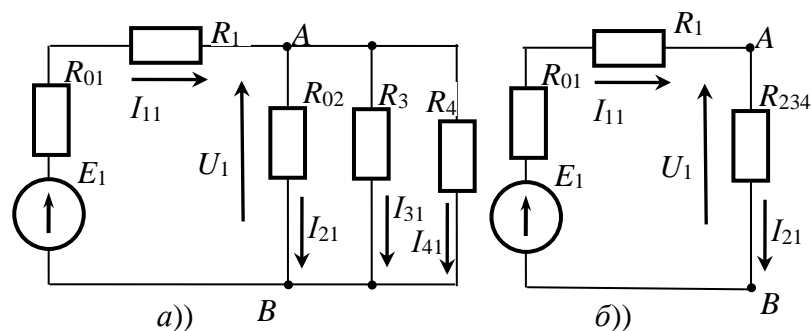 R1 A R1 A
R01 R02 R3 R4 R01 R234
I11 I11
E1 U1 I21 I31 I41 E1 U1 I21
а)) B б)) B